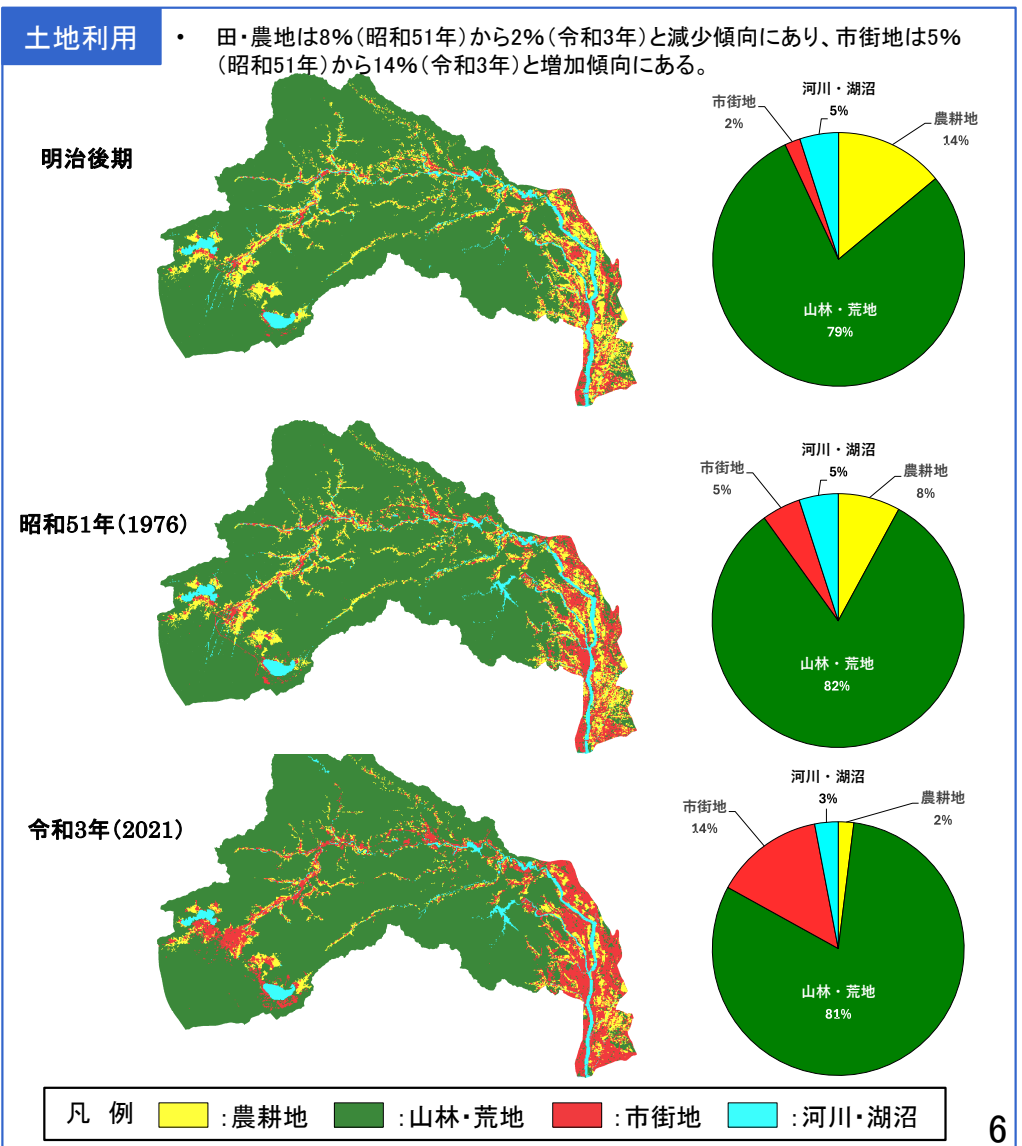 土地利用
・ 田・農地は8%(昭和51年)から2%(令和3年)と減少傾向にあり、市街地は5%
(昭和51年)から14%(令和3年)と増加傾向にある。
明治後期
市街地
2%
河川・湖沼
5%
農耕地
14%
山林・荒地
79%
昭和51年(1976)
市街地
5%
河川・湖沼
5%
農耕地
8%
山林・荒地
82%
令和3年(2021)
市街地
14%
河川・湖沼
3%
農耕地
2%
山林・荒地
81%
凡 例 :農耕地 :山林・荒地 :市街地 :河川・湖沼
6